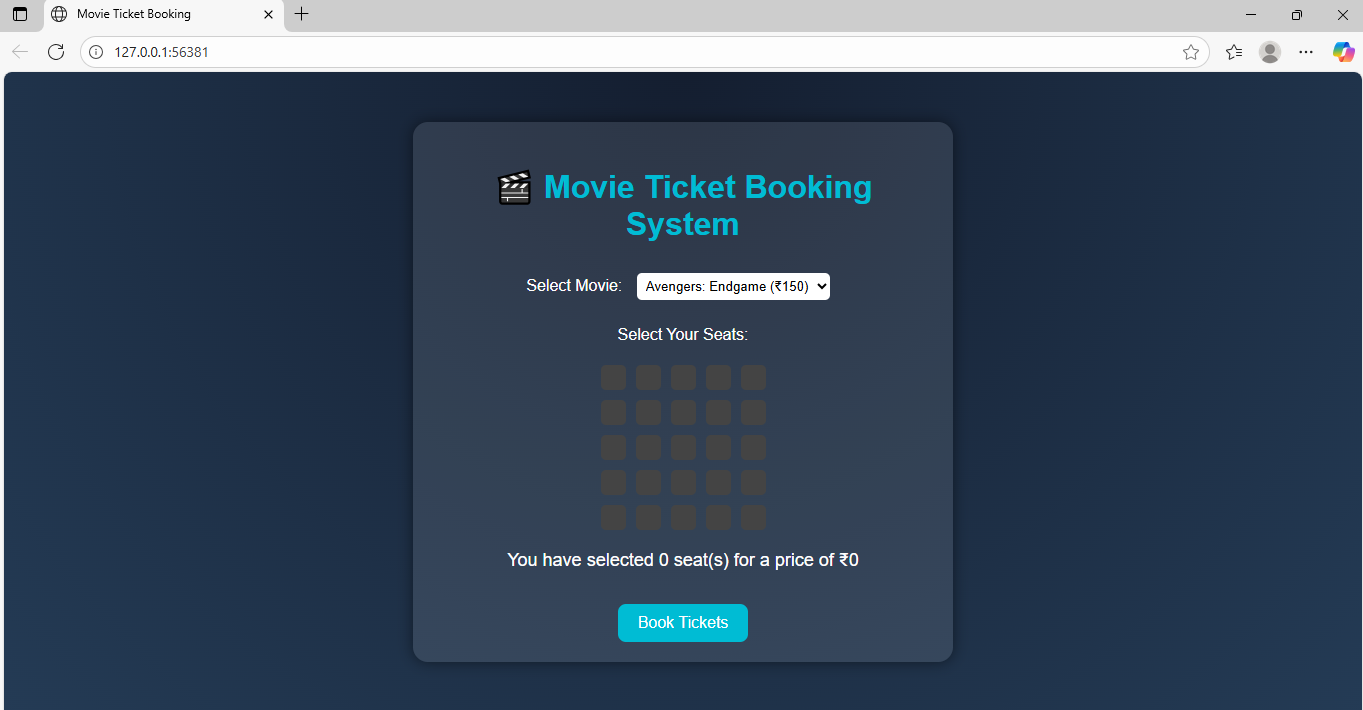 Movie Ticket Booking
127.0.0.1:56381
Movie Ticket Booking
System
Select Movie: Avengers: Endgame (₹150)
Select Your Seats:
You have selected 0 seat(s) for a price of ₹0
Book Tickets